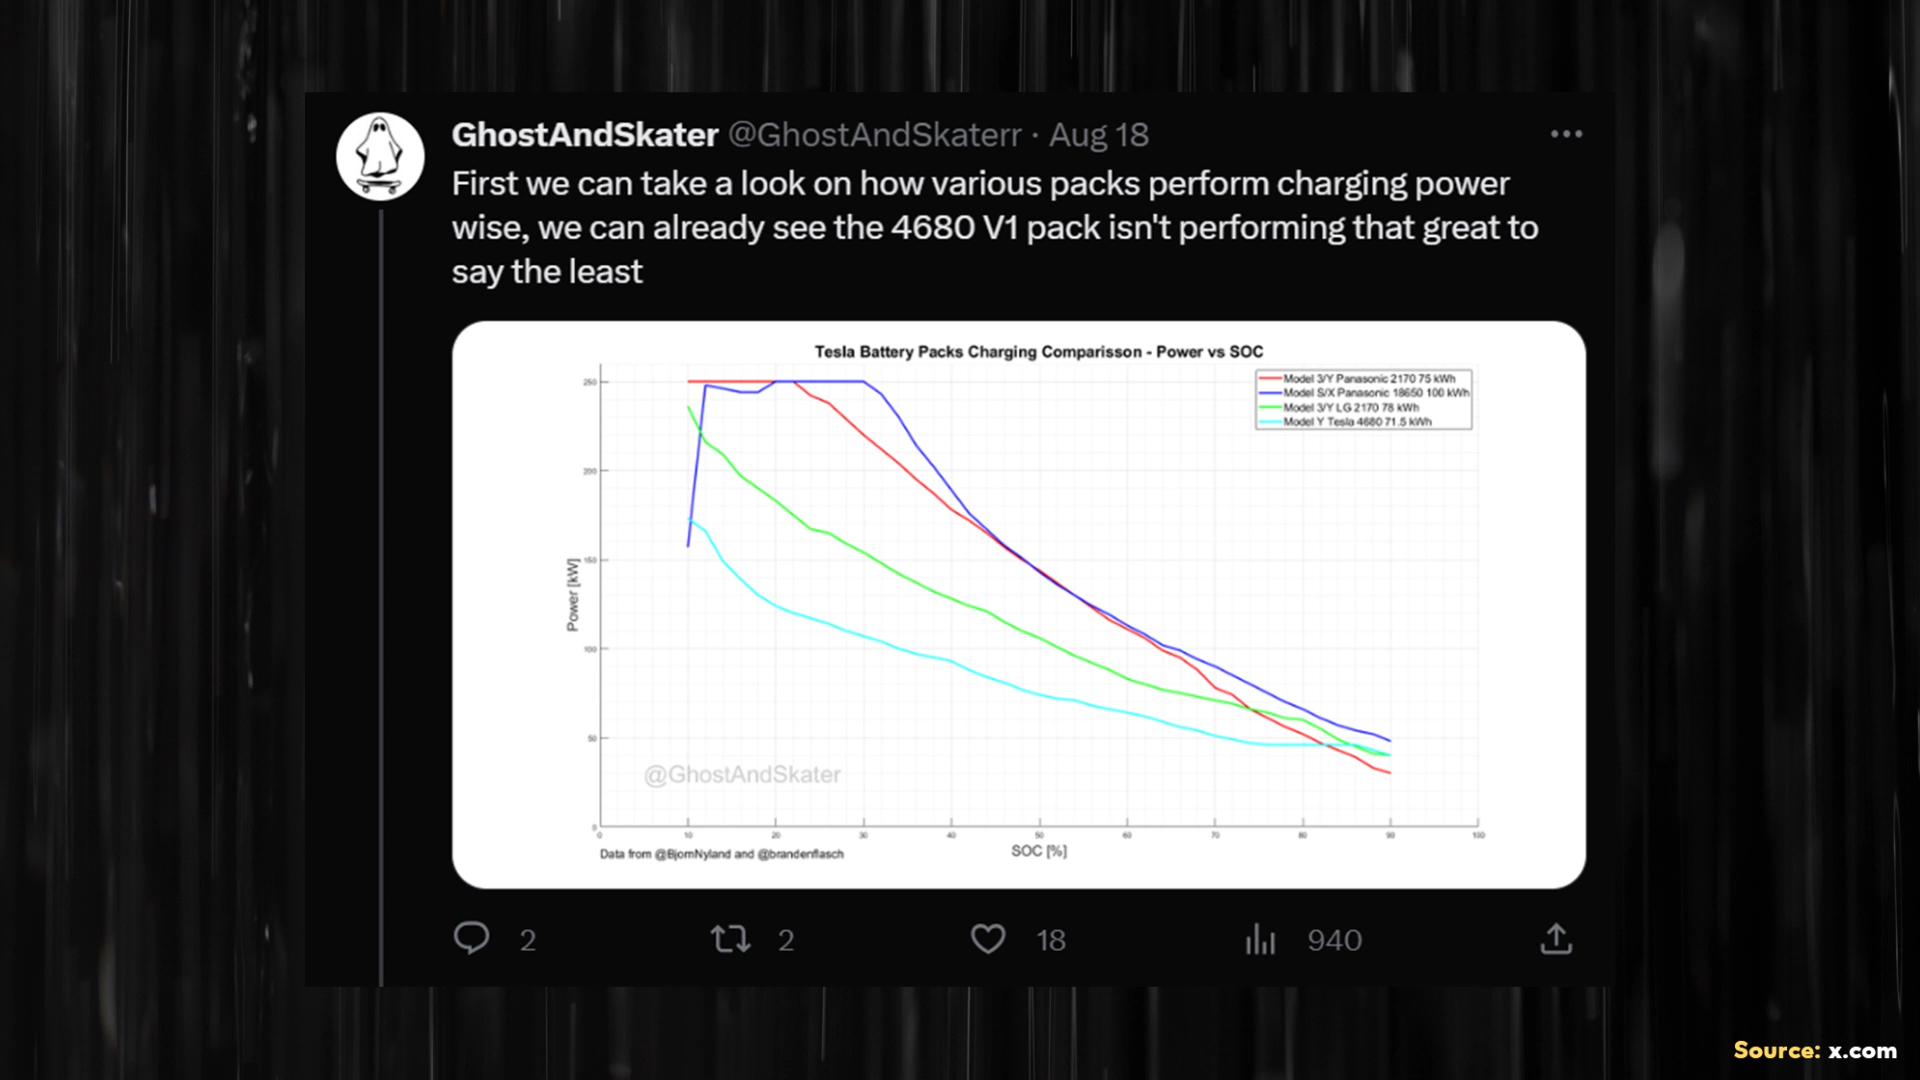 GhostAndSkater @GhostAndSkaterr · Aug 18
First we can take a look on how various packs perform charging power
wise, we can already see the 4680 V1 pack isn't performing that great to
say the least
Tesla Battery Packs Charging Comparisson - Power vs SOC
Model 3/Y Panasonic 2170 75 kWh
Model S/X Panasonic 18650 100 kWh
Model 3/Y LG 2170 78 kWh
Model Y Tesla 4680 71.5 kWh
Power [kW]
250
200
150
100
50
0
0 10 20 30 40 50 60 70 80 90 100
SOC [%]
@GhostAndSkater
Data from @BjornNyland and @brandenflasch
2 2 18 940
Source: x.com